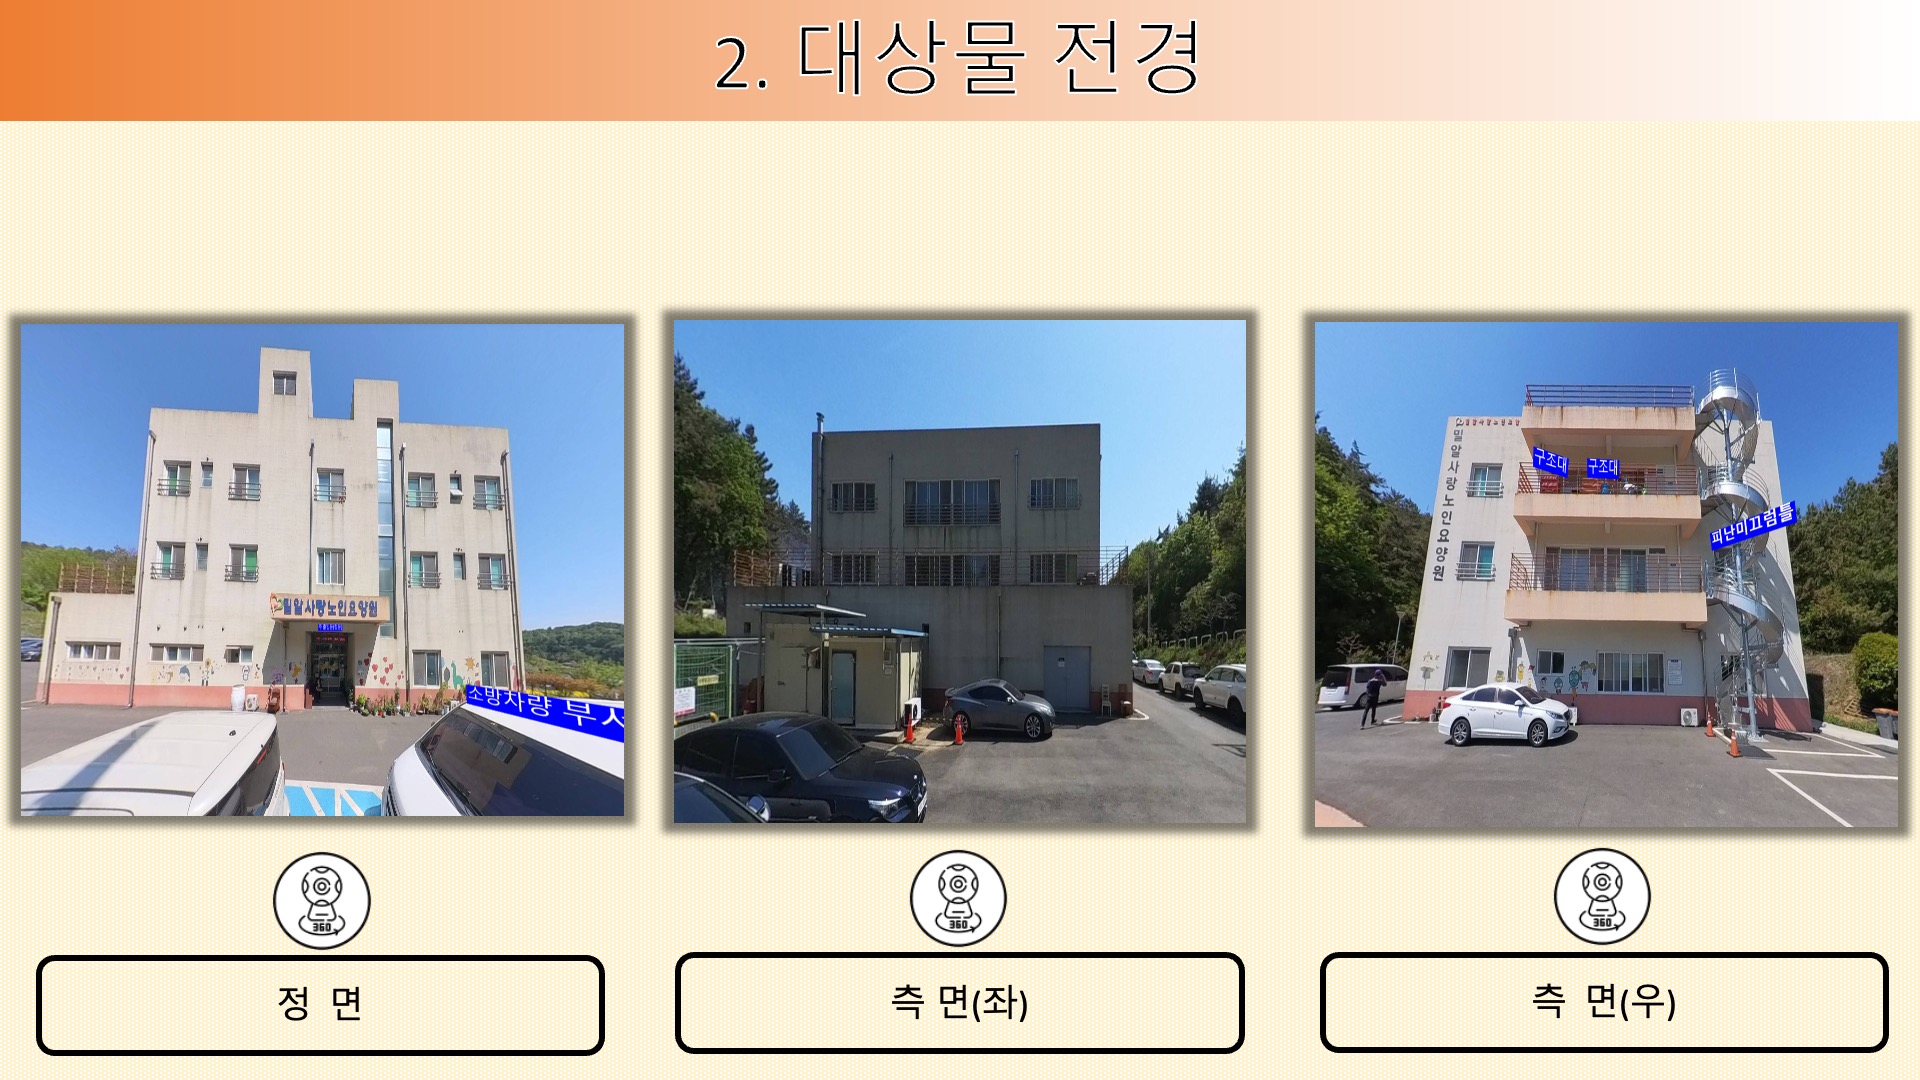 2. 대상물 전경
밀알사랑노인요양원
소방차량 부
밀알사랑노인요양원
구조대
구조대
피난미끄럼틀
360
360
360
정 면
측 면(좌)
측 면(우)